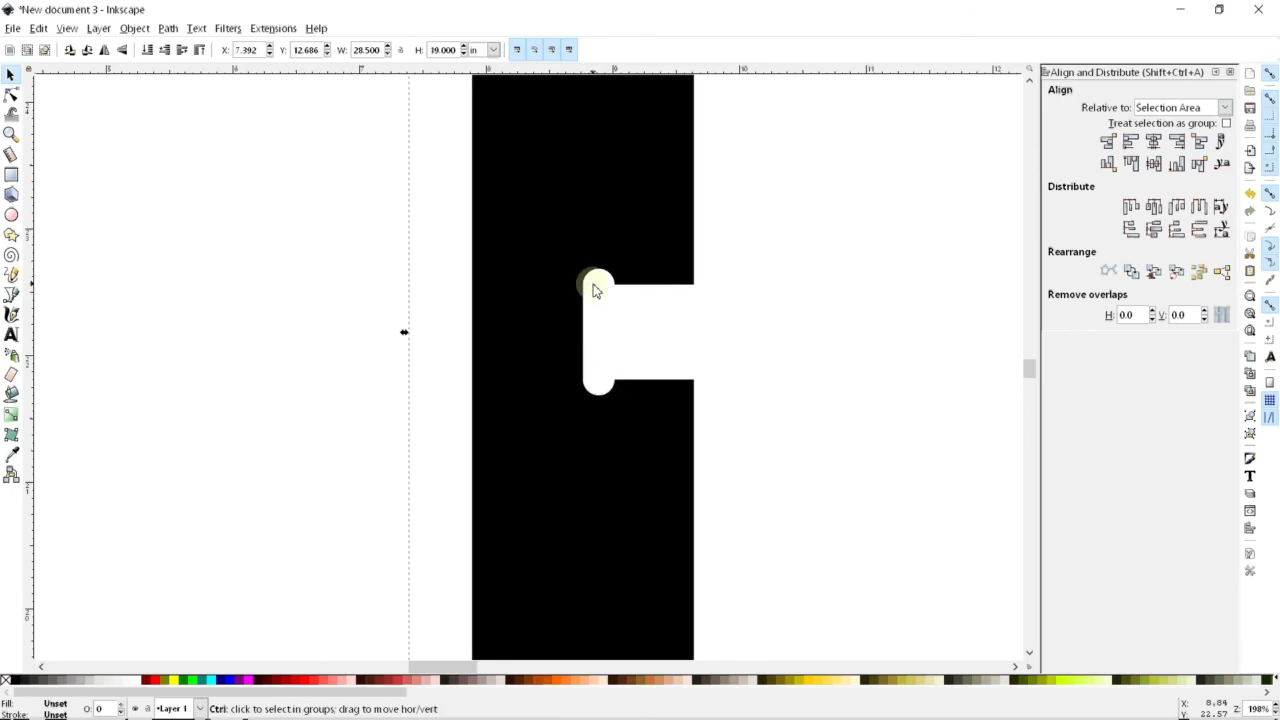 *New document 3 - Inkscape
File Edit View Layer Object Path Text Filters Extensions Help
X: 7.392 Y: 12.686 W: 28.500 H: 19.000 in
Align and Distribute (Shift+Ctrl+A)
Align
Relative to: Selection Area
Treat selection as group:
Distribute
Rearrange
Remove overlaps
H: 0.0 V: 0.0
Fill: Unset
Stroke: Unset
O: 0
•Layer 1
Ctrl: click to select in groups; drag to move hor/vert
X: 8.84
Y: 22.57
Z: 198%